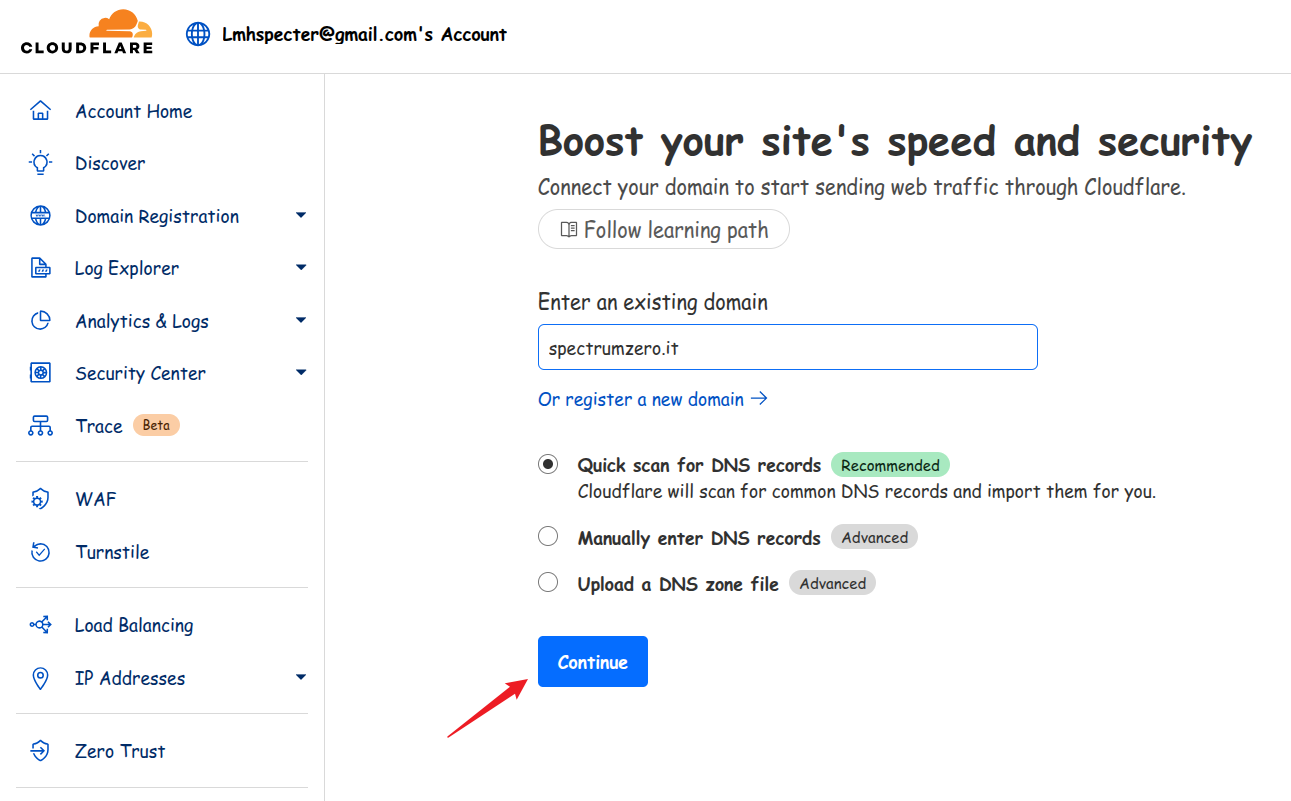 CLOUDFLARE
Lmhspecter@gmail.com's Account
Account Home
Discover
Domain Registration
Log Explorer
Analytics & Logs
Security Center
Trace Beta
WAF
Turnstile
Load Balancing
IP Addresses
Zero Trust
Boost your site's speed and security
Connect your domain to start sending web traffic through Cloudflare.
Follow learning path
Enter an existing domain
spectrumzero.it
Or register a new domain →
Quick scan for DNS records Recommended
Cloudflare will scan for common DNS records and import them for you.
Manually enter DNS records Advanced
Upload a DNS zone file Advanced
Continue